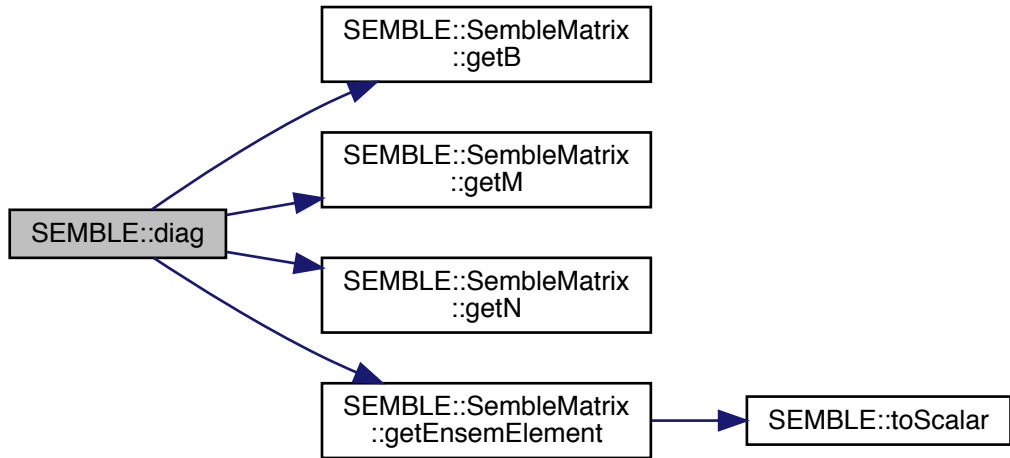 SEMBLE::SembleMatrix
::getB
SEMBLE::SembleMatrix
::getM
SEMBLE::diag
SEMBLE::SembleMatrix
::getN
SEMBLE::SembleMatrix
::getEnsemElement
SEMBLE::toScalar